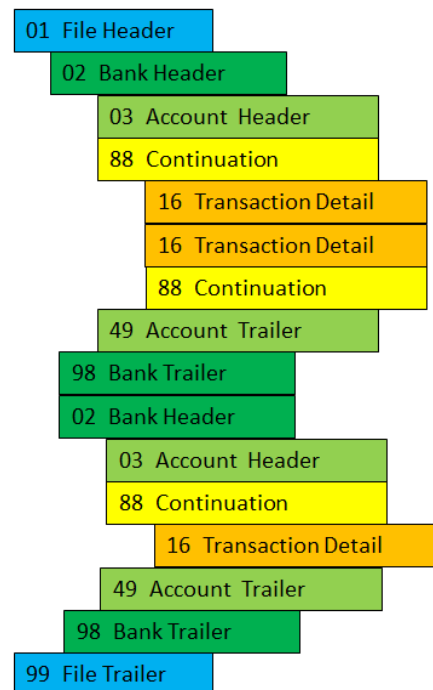 01 File Header
02 Bank Header
03 Account Header
88 Continuation
16 Transaction Detail
16 Transaction Detail
88 Continuation
49 Account Trailer
98 Bank Trailer
02 Bank Header
03 Account Header
88 Continuation
16 Transaction Detail
49 Account Trailer
98 Bank Trailer
99 File Trailer